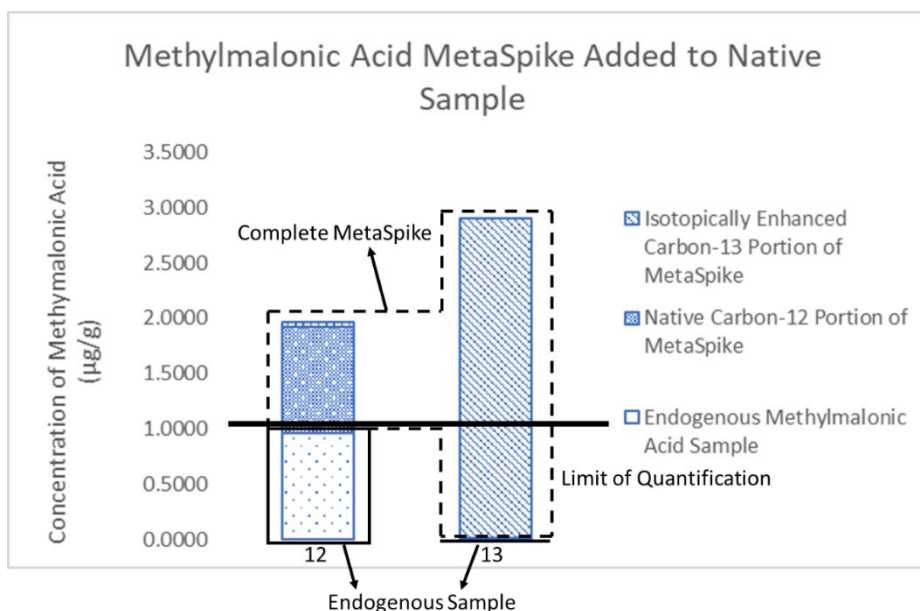 Methylmalonic Acid MetaSpike Added to Native
Sample
Concentration of Methymalonic Acid
(µg/g)
3.5000
3.0000
2.5000
2.0000
1.5000
1.0000
0.5000
0.0000
Complete MetaSpike
12
13
Endogenous Sample
Limit of Quantification
Isotopically Enhanced
Carbon-13 Portion of
MetaSpike
Native Carbon-12 Portion of
MetaSpike
Endogenous Methylmalonic
Acid Sample